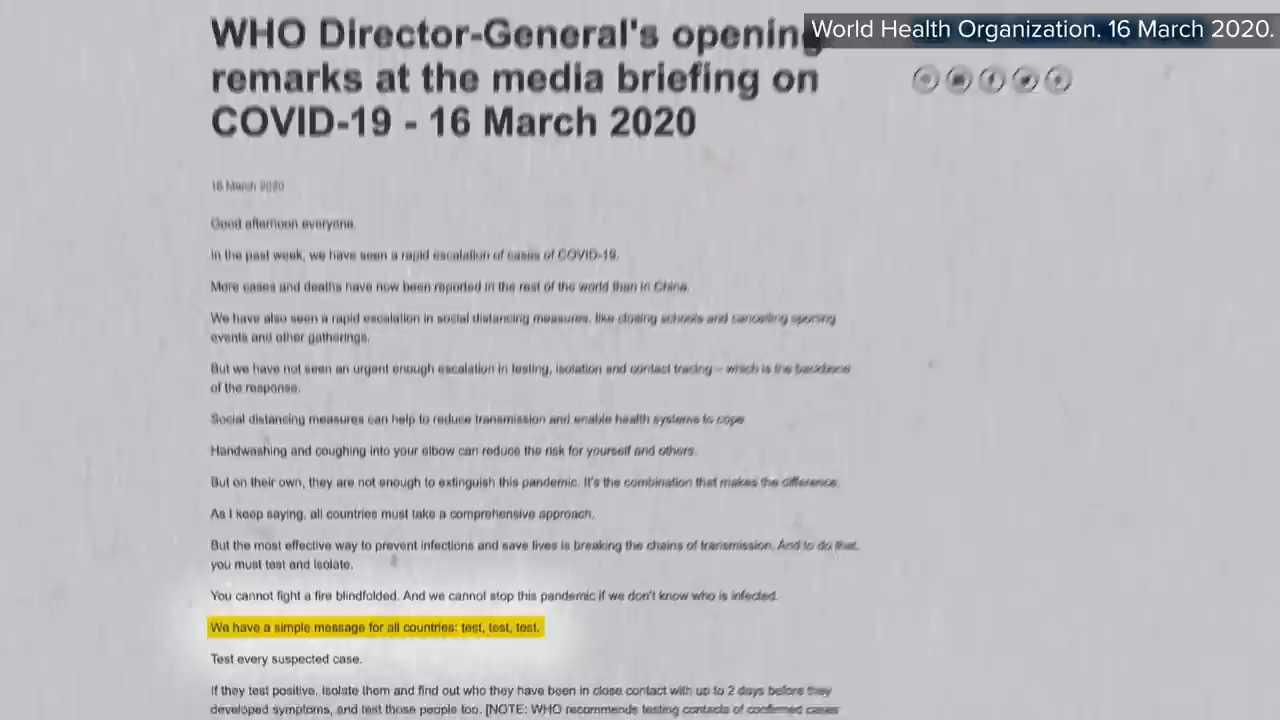 World Health Organization. 16 March 2020.
WHO Director-General's opening
remarks at the media briefing on
COVID-19 - 16 March 2020
16 March 2020
Good afternoon everyone.
In the past week, we have seen a rapid escalation of cases of COVID-19.
More cases and deaths have now been reported in the rest of the world than in China.
We have also seen a rapid escalation in social distancing measures, like closing schools and cancelling sporting
events and other gatherings.
But we have not seen an urgent enough escalation in testing, isolation and contact tracing – which is the backbone
of the response.
Social distancing measures can help to reduce transmission and enable health systems to cope.
Handwashing and coughing into your elbow can reduce the risk for yourself and others.
But on their own, they are not enough to extinguish this pandemic. It's the combination that makes the difference.
As I keep saying, all countries must take a comprehensive approach.
But the most effective way to prevent infections and save lives is breaking the chains of transmission. And to do that,
you must test and isolate.
You cannot fight a fire blindfolded. And we cannot stop this pandemic if we don't know who is infected.
We have a simple message for all countries: test, test, test.
Test every suspected case.
If they test positive, isolate them and find out who they have been in close contact with up to 2 days before they
developed symptoms, and test those people too. [NOTE: WHO recommends testing contacts of confirmed cases